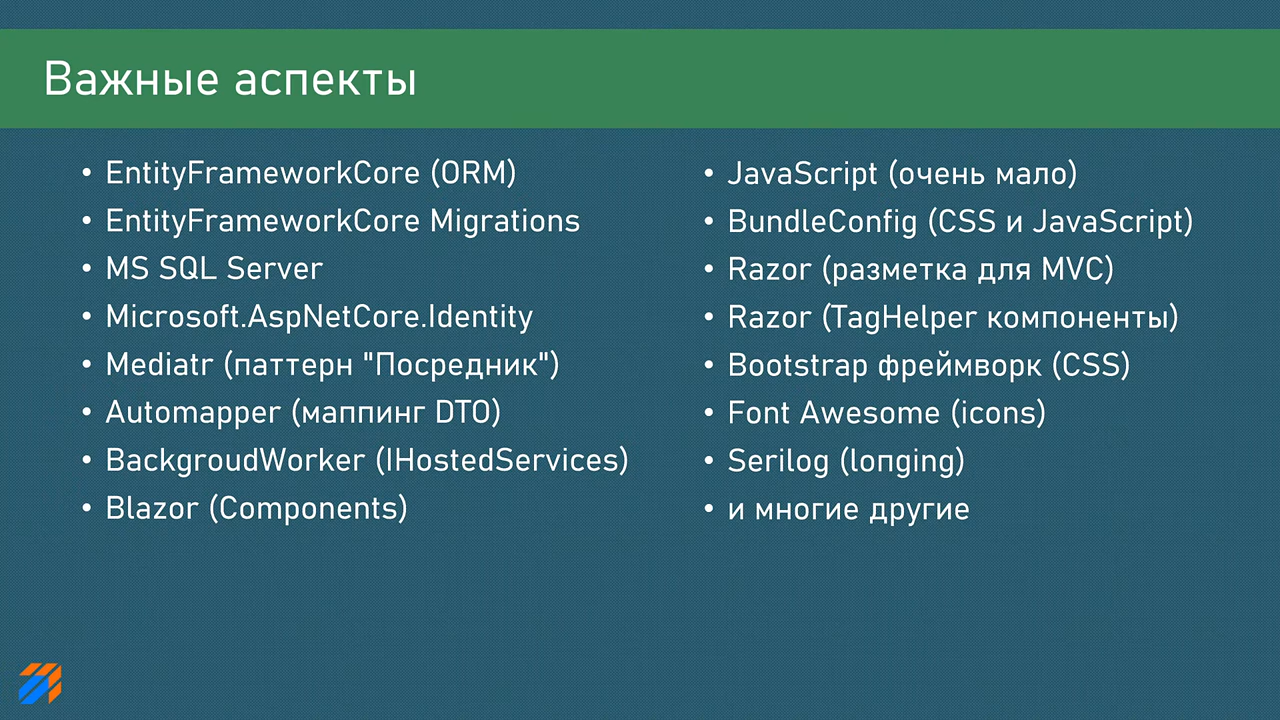 Важные аспекты
• EntityFrameworkCore (ORM)
• EntityFrameworkCore Migrations
• MS SQL Server
• Microsoft.AspNetCore.Identity
• Mediatr (паттерн "Посредник")
• Automapper (маппинг DTO)
• BackgroudWorker (IHostedServices)
• Blazor (Components)
• JavaScript (очень мало)
• BundleConfig (CSS и JavaScript)
• Razor (разметка для MVC)
• Razor (TagHelper компоненты)
• Bootstrap фреймворк (CSS)
• Font Awesome (icons)
• Serilog (loпging)
• и многие другие